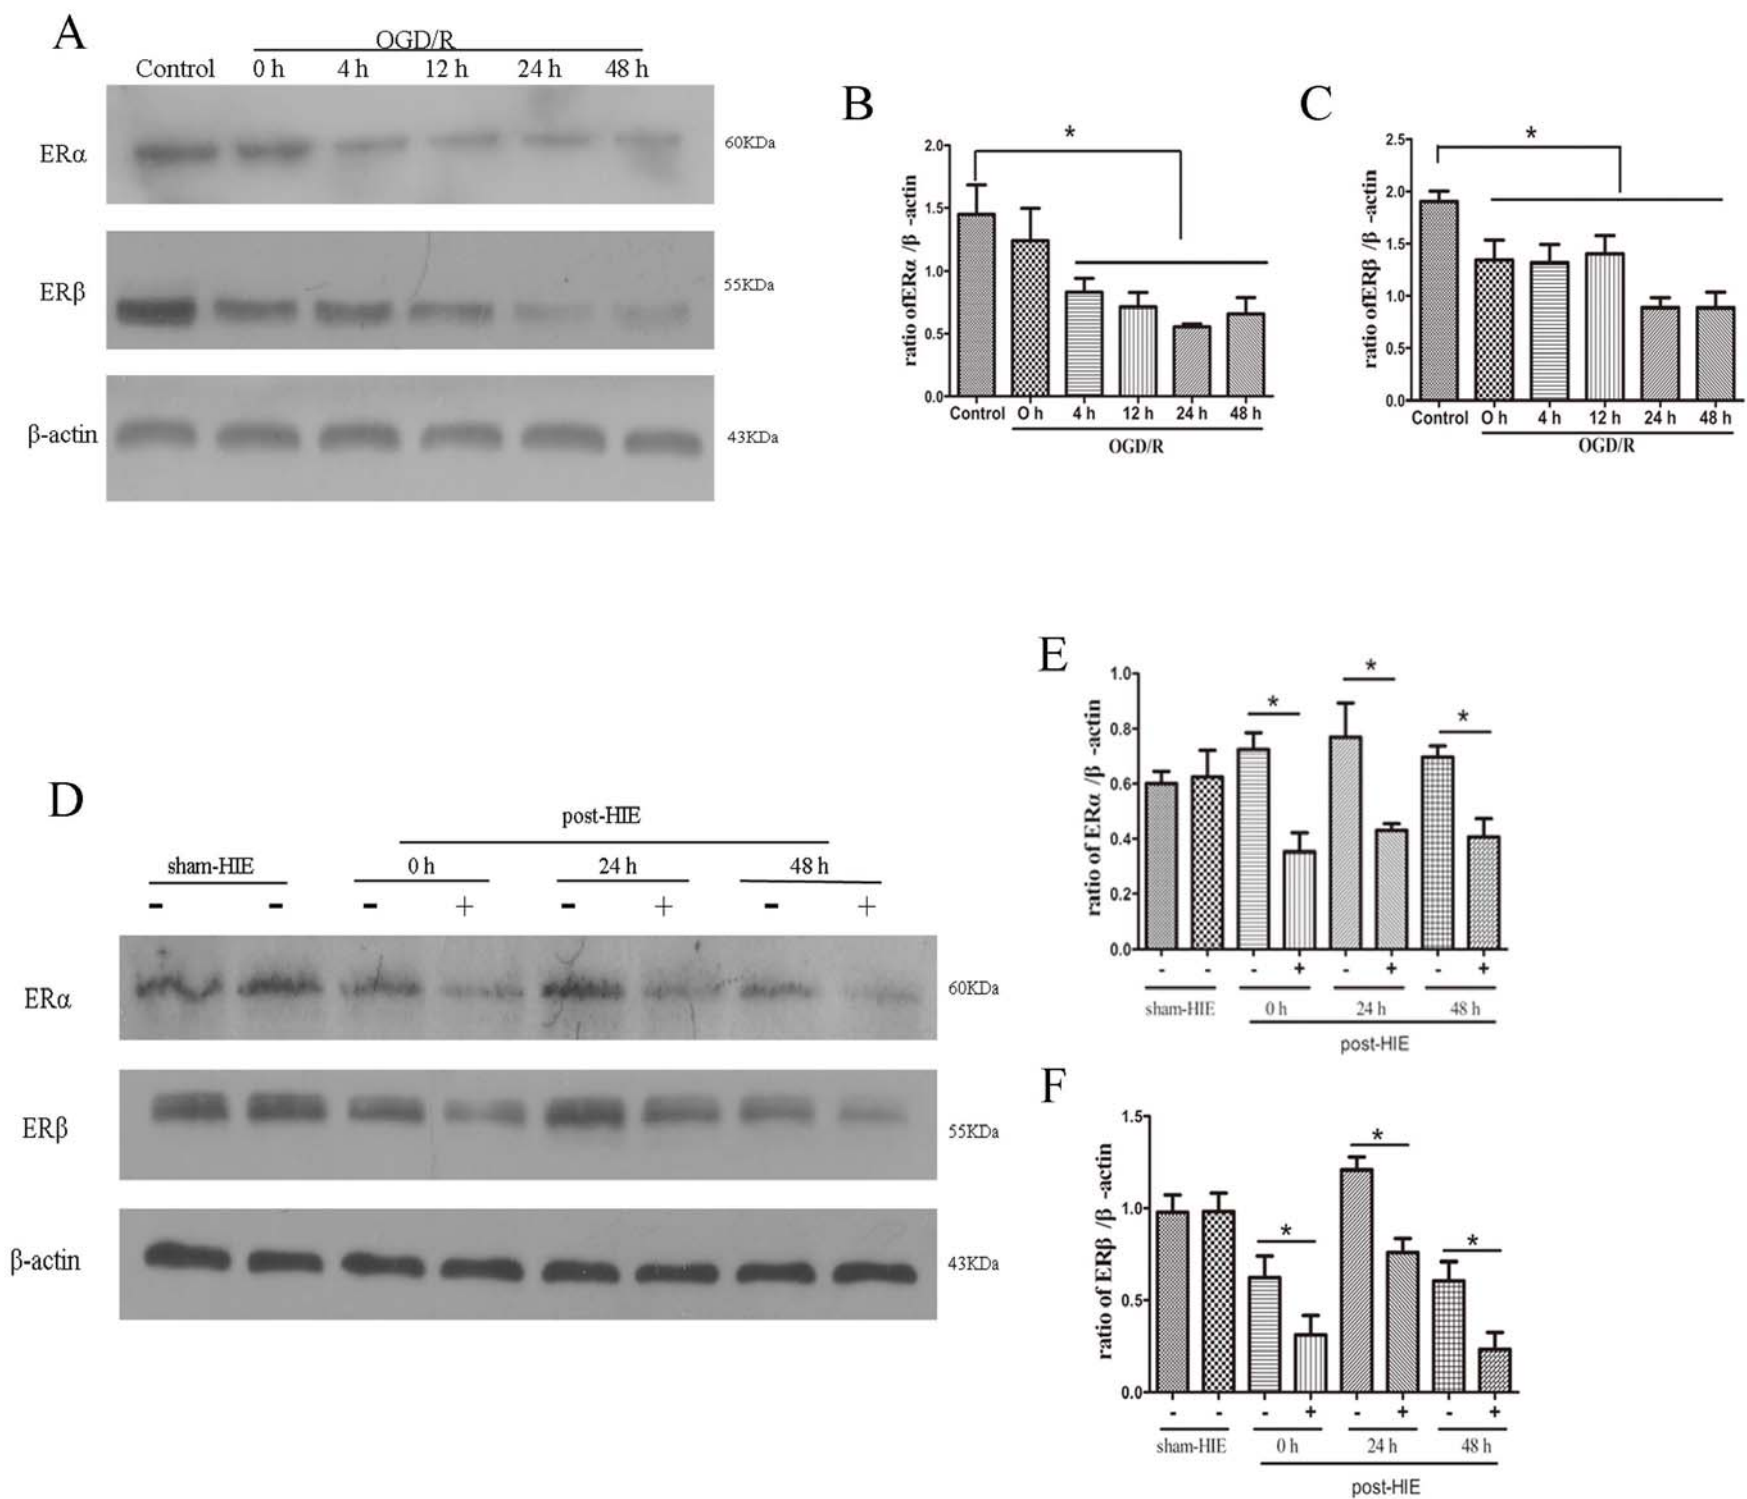 A
OGD/R
Control 0 h 4 h 12 h 24 h 48 h
ERα 60KDa
ERβ 55KDa
β-actin 43KDa
B
*
ratio ofERα /β -actin
2.0
1.5
1.0
0.5
0.0
Control O h 4 h 12 h 24 h 48 h
OGD/R
C
*
ratio ofERβ /β -actin
2.5
2.0
1.5
1.0
0.5
0.0
Control O h 4 h 12 h 24 h 48 h
OGD/R
D
post-HIE
sham-HIE 0 h 24 h 48 h
- - - + - + - +
ERα 60KDa
ERβ 55KDa
β-actin 43KDa
E
* * *
ratio of ERα /β -actin
1.0
0.8
0.6
0.4
0.2
0.0
- - - + - + - +
sham-HIE 0 h 24 h 48 h
post-HIE
F
* * *
ratio of ERβ /β -actin
1.5
1.0
0.5
0.0
- - - + - + - +
sham-HIE 0 h 24 h 48 h
post-HIE